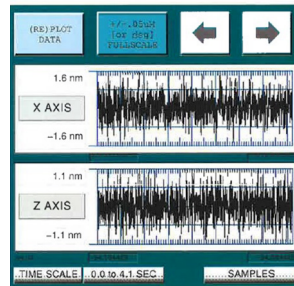 (RE)PLOT
DATA
+/-.05uM
[or deg]
FULLSCALE
1.6 nm
X AXIS
-1.6 nm
1.1 nm
Z AXIS
-1.1 nm
TIME SCALE
0.0 to 4.1 SEC
SAMPLES